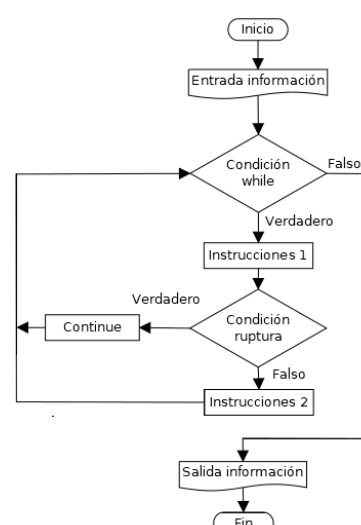 Inicio
Entrada información
Condición
while
Falso
Verdadero
Instrucciones 1
Verdadero
Continue
Condición
ruptura
Falso
Instrucciones 2
Salida información
Fin